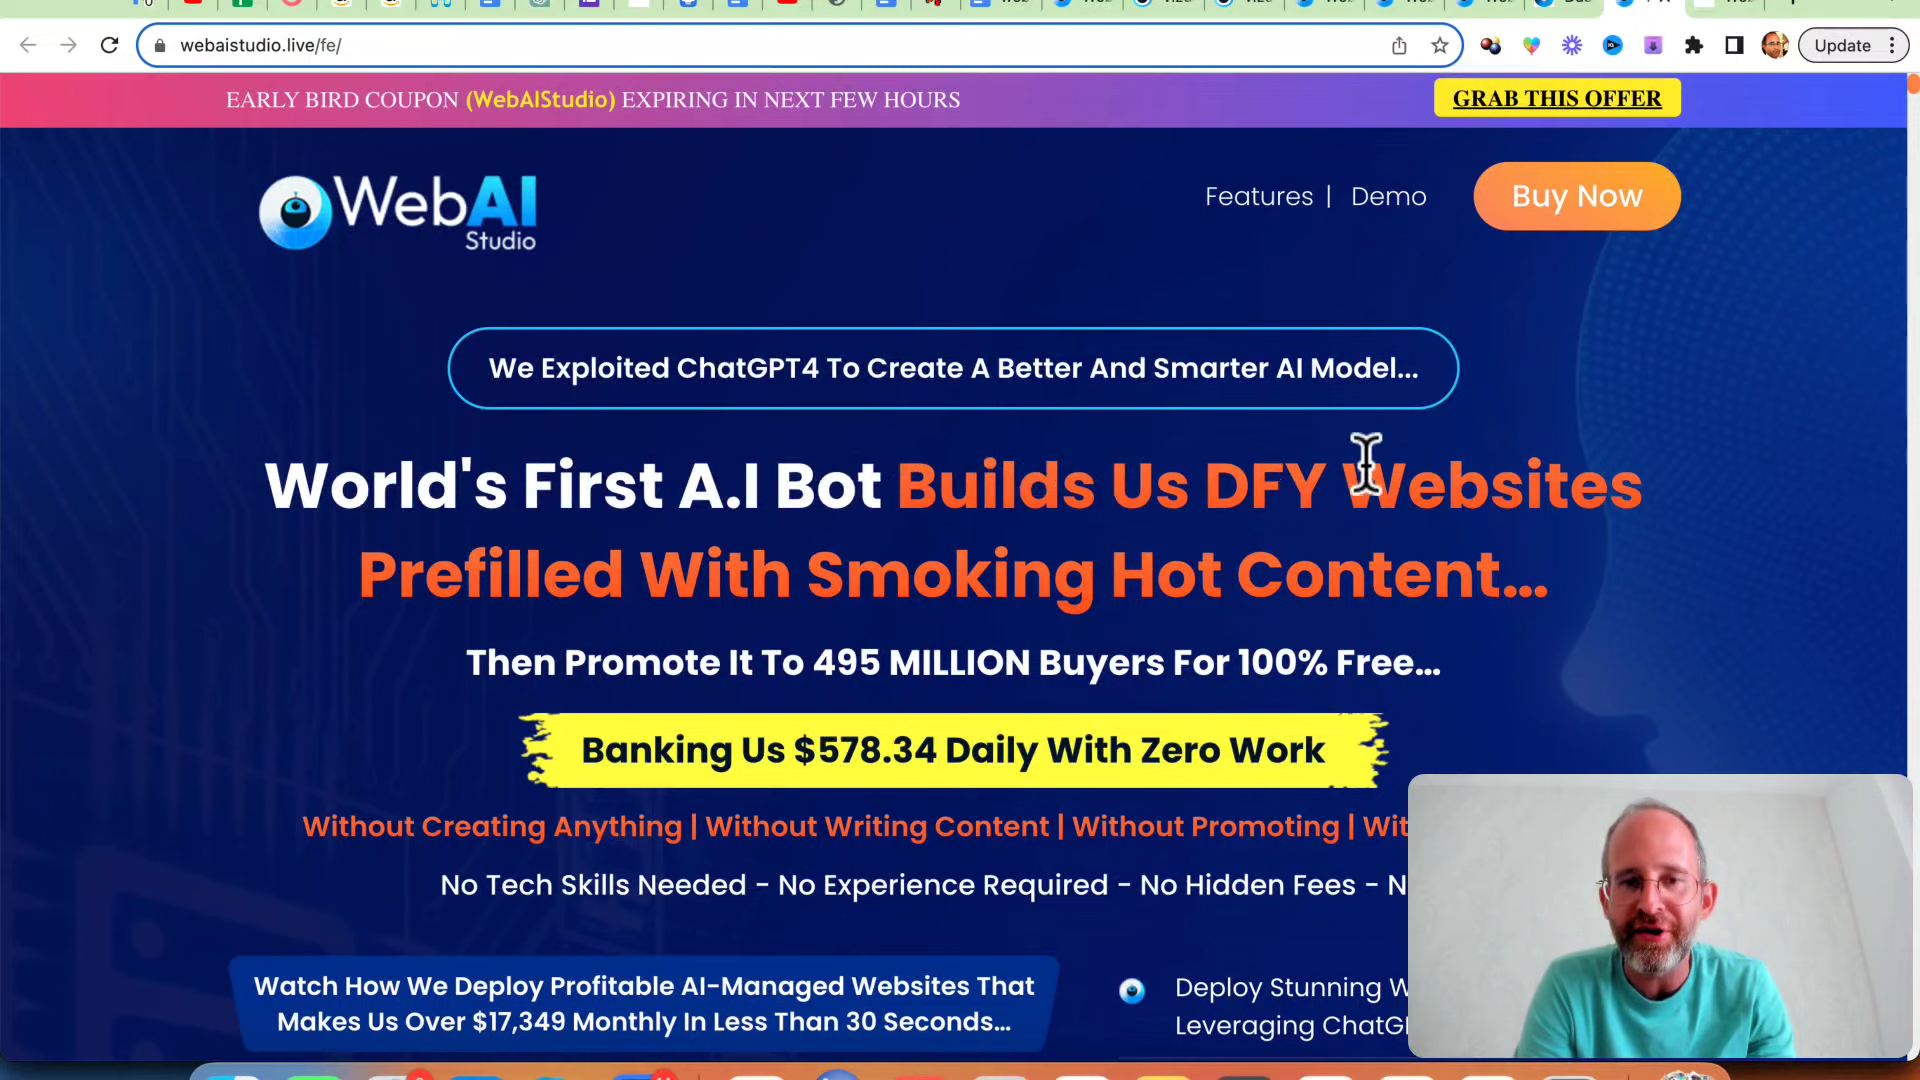 webaistudio.live/fe/
Update
EARLY BIRD COUPON (WebAIStudio) EXPIRING IN NEXT FEW HOURS
GRAB THIS OFFER
WebAI
Studio
Features | Demo
Buy Now
We Exploited ChatGPT4 To Create A Better And Smarter AI Model...
World's First A.I Bot Builds Us DFY Websites
Prefilled With Smoking Hot Content...
Then Promote It To 495 MILLION Buyers For 100% Free...
Banking Us $578.34 Daily With Zero Work
Without Creating Anything | Without Writing Content | Without Promoting | Wit
No Tech Skills Needed - No Experience Required - No Hidden Fees - N
Watch How We Deploy Profitable AI-Managed Websites That
Makes Us Over $17,349 Monthly In Less Than 30 Seconds...
Deploy Stunning W
Leveraging ChatG